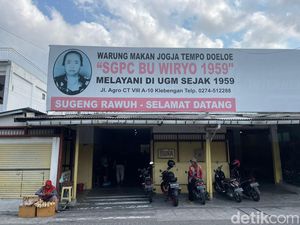 WARUNG MAKAN JOGJA TEMPO DOELOE
"SGPC BU WIRYO 1959"
MELAYANI DI UGM SEJAK 1959
Jl. Agro CT VIII A-10 Klebengan Telp. 0274-512288
SUGENG RAWUH - SELAMAT DATANG
detikcom